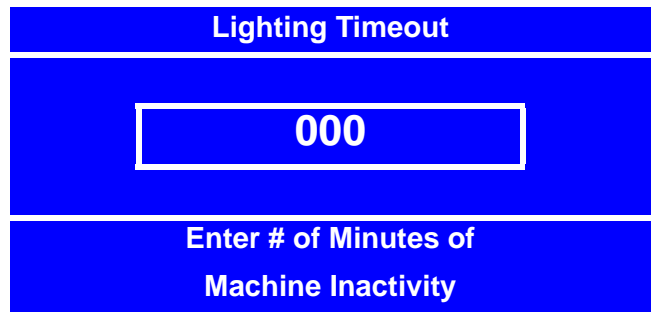 Lighting Timeout
000
Enter # of Minutes of
Machine Inactivity